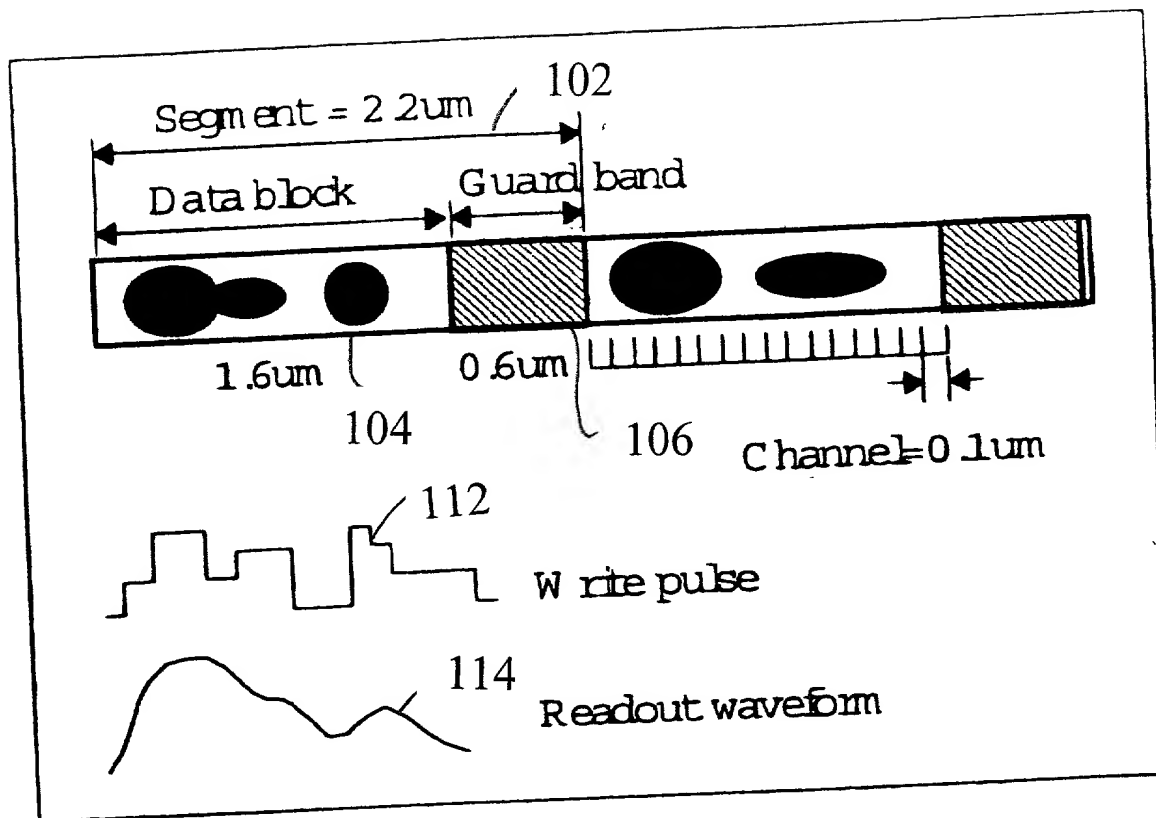 102
Segment = 2.2um
Data block
Guard band
1.6um
0.6um
104
106
Channel=0.1um
112
Write pulse
114
Readout waveform